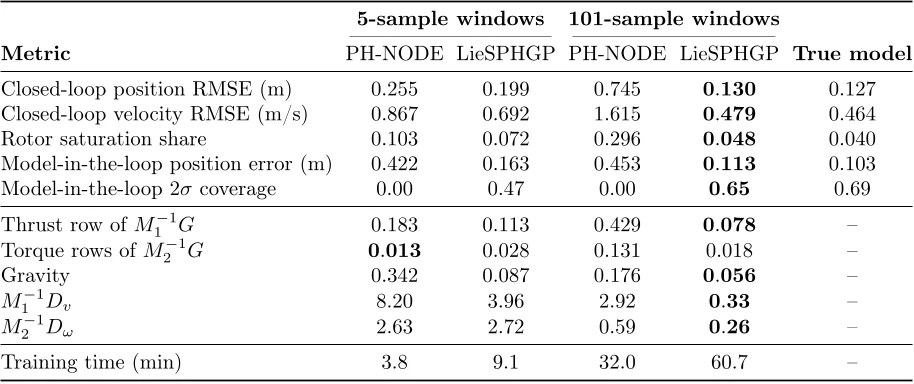 5-sample windows 101-sample windows
Metric PH-NODE LieSPHGP PH-NODE LieSPHGP True model
Closed-loop position RMSE (m) 0.255 0.199 0.745 0.130 0.127
Closed-loop velocity RMSE (m/s) 0.867 0.692 1.615 0.479 0.464
Rotor saturation share 0.103 0.072 0.296 0.048 0.040
Model-in-the-loop position error (m) 0.422 0.163 0.453 0.113 0.103
Model-in-the-loop 2σ coverage 0.00 0.47 0.00 0.65 0.69
Thrust row of M₁⁻¹G 0.183 0.113 0.429 0.078 –
Torque rows of M₂⁻¹G 0.013 0.028 0.131 0.018 –
Gravity 0.342 0.087 0.176 0.056 –
M₁⁻¹Dᵥ 8.20 3.96 2.92 0.33 –
M₂⁻¹D_ω 2.63 2.72 0.59 0.26 –
Training time (min) 3.8 9.1 32.0 60.7 –